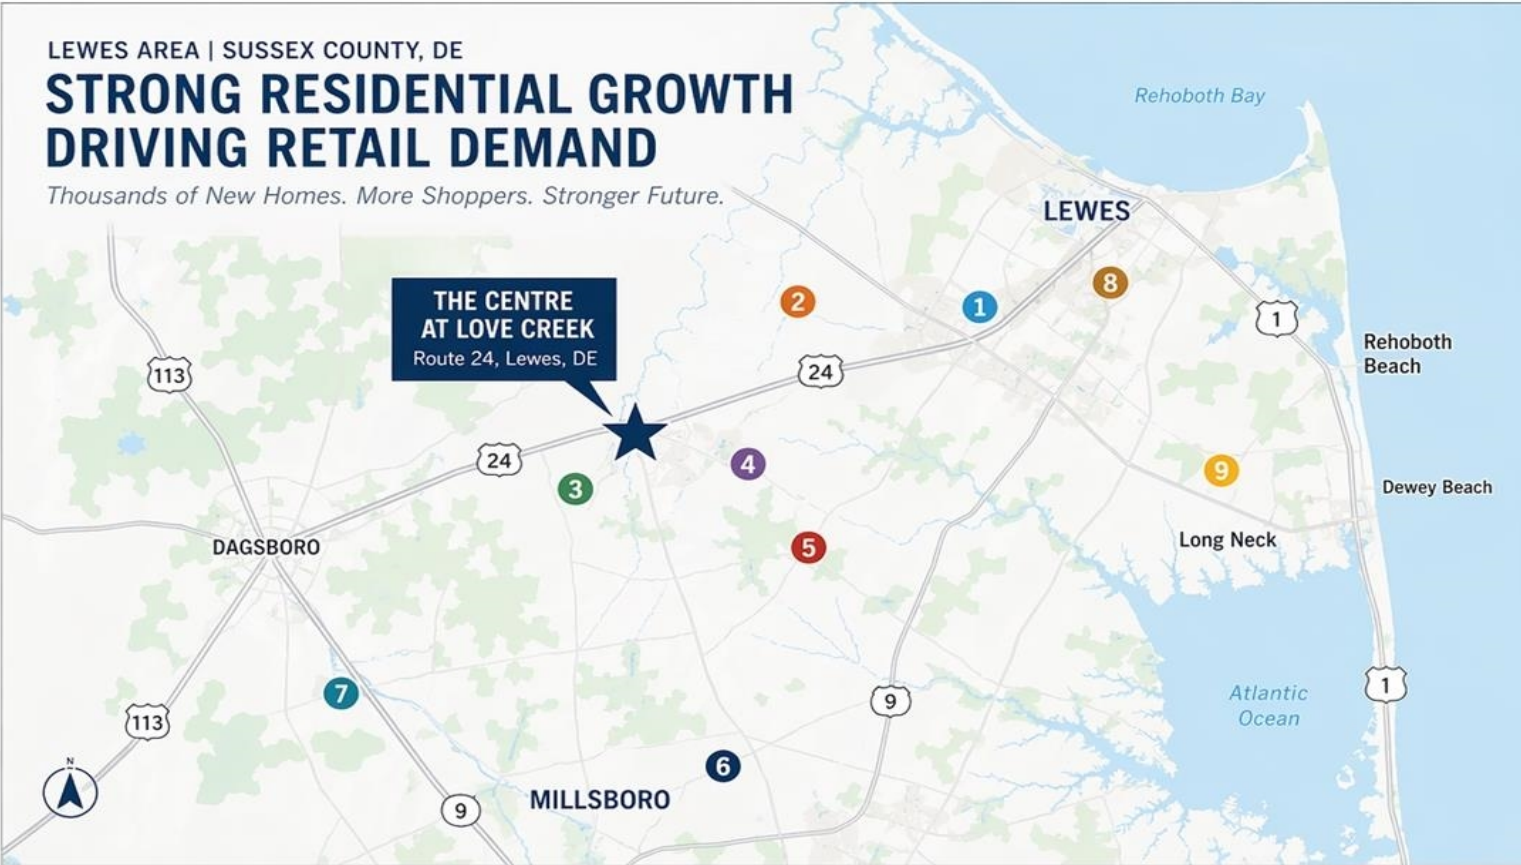 LEWES AREA | SUSSEX COUNTY, DE
STRONG RESIDENTIAL GROWTH
DRIVING RETAIL DEMAND
Thousands of New Homes. More Shoppers. Stronger Future.
Rehoboth Bay
LEWES
THE CENTRE
AT LOVE CREEK
Route 24, Lewes, DE
2
1
8
1
Rehoboth
Beach
113
24
24
3
4
9
Dewey Beach
DAGSBORO
5
Long Neck
7
9
1
Atlantic
Ocean
113
6
N
MILLSBORO
9